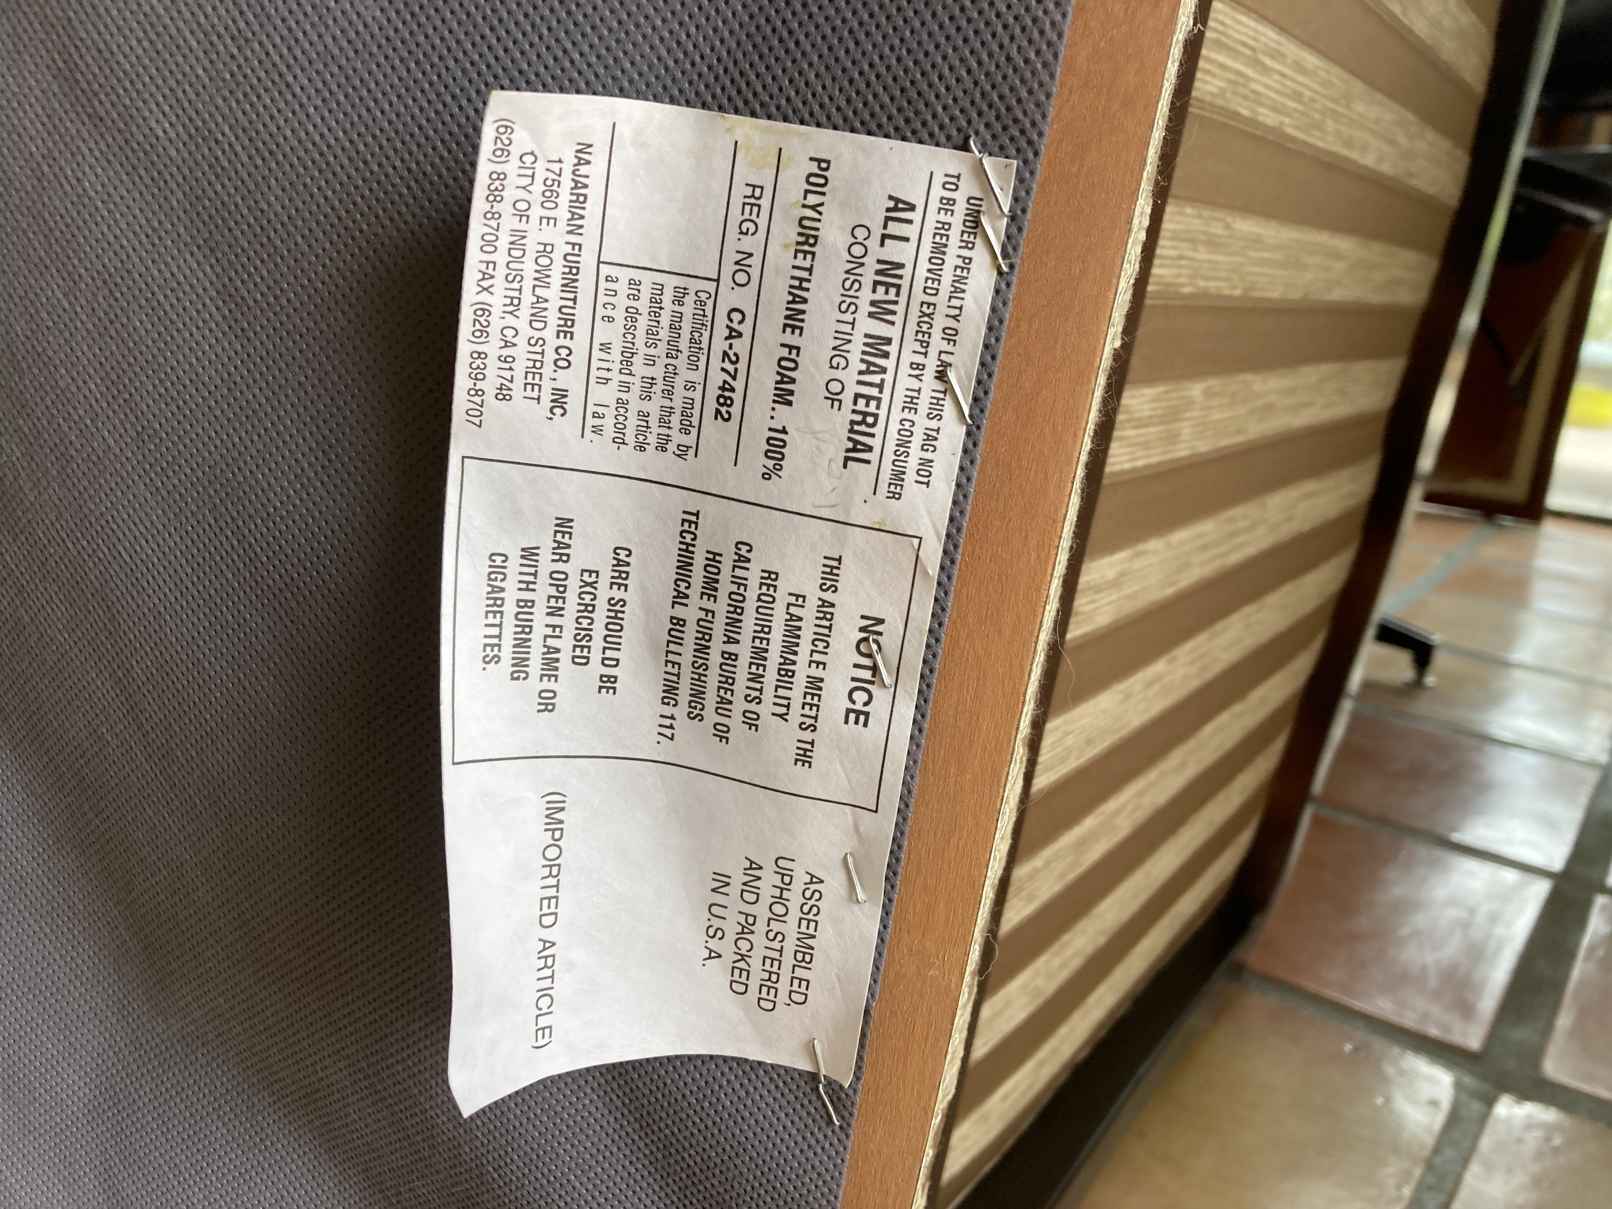 UNDER PENALTY OF LAW THIS TAG NOT
TO BE REMOVED EXCEPT BY THE CONSUMER
ALL NEW MATERIAL
CONSISTING OF
POLYURETHANE FOAM..100%
REG. NO. CA-27482
Certification is made by
the manufa cturer that the
materials in this article
are described in accord-
ance with law.
NAJARIAN FURNITURE CO., INC,
17560 E. ROWLAND STREET
CITY OF INDUSTRY, CA 91748
(626) 838-8700 FAX (626) 839-8707
NOTICE
THIS ARTICLE MEETS THE
FLAMMABILITY
REQUIREMENTS OF
CALIFORNIA BUREAU OF
HOME FURNISHINGS
TECHNICAL BULLETING 117.
CARE SHOULD BE
EXCRCISED
NEAR OPEN FLAME OR
WITH BURNING
CIGARETTES.
ASSEMBLED,
UPHOLSTERED
AND PACKED
IN U.S.A.
(IMPORTED ARTICLE)